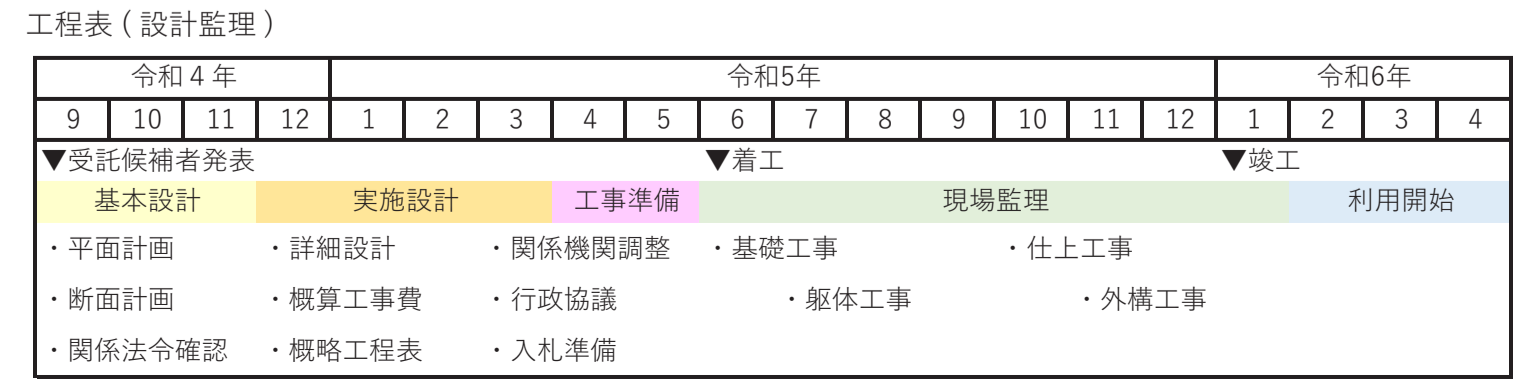 工程表(設計監理)
令和4年 令和5年 令和6年
9 10 11 12 1 2 3 4 5 6 7 8 9 10 11 12 1 2 3 4
▼受託候補者発表 ▼着工 ▼竣工
基本設計 実施設計 工事準備 現場監理 利用開始
・平面計画 ・詳細設計 ・関係機関調整 ・基礎工事 ・仕上工事
・断面計画 ・概算工事費 ・行政協議 ・躯体工事 ・外構工事
・関係法令確認 ・概略工程表 ・入札準備